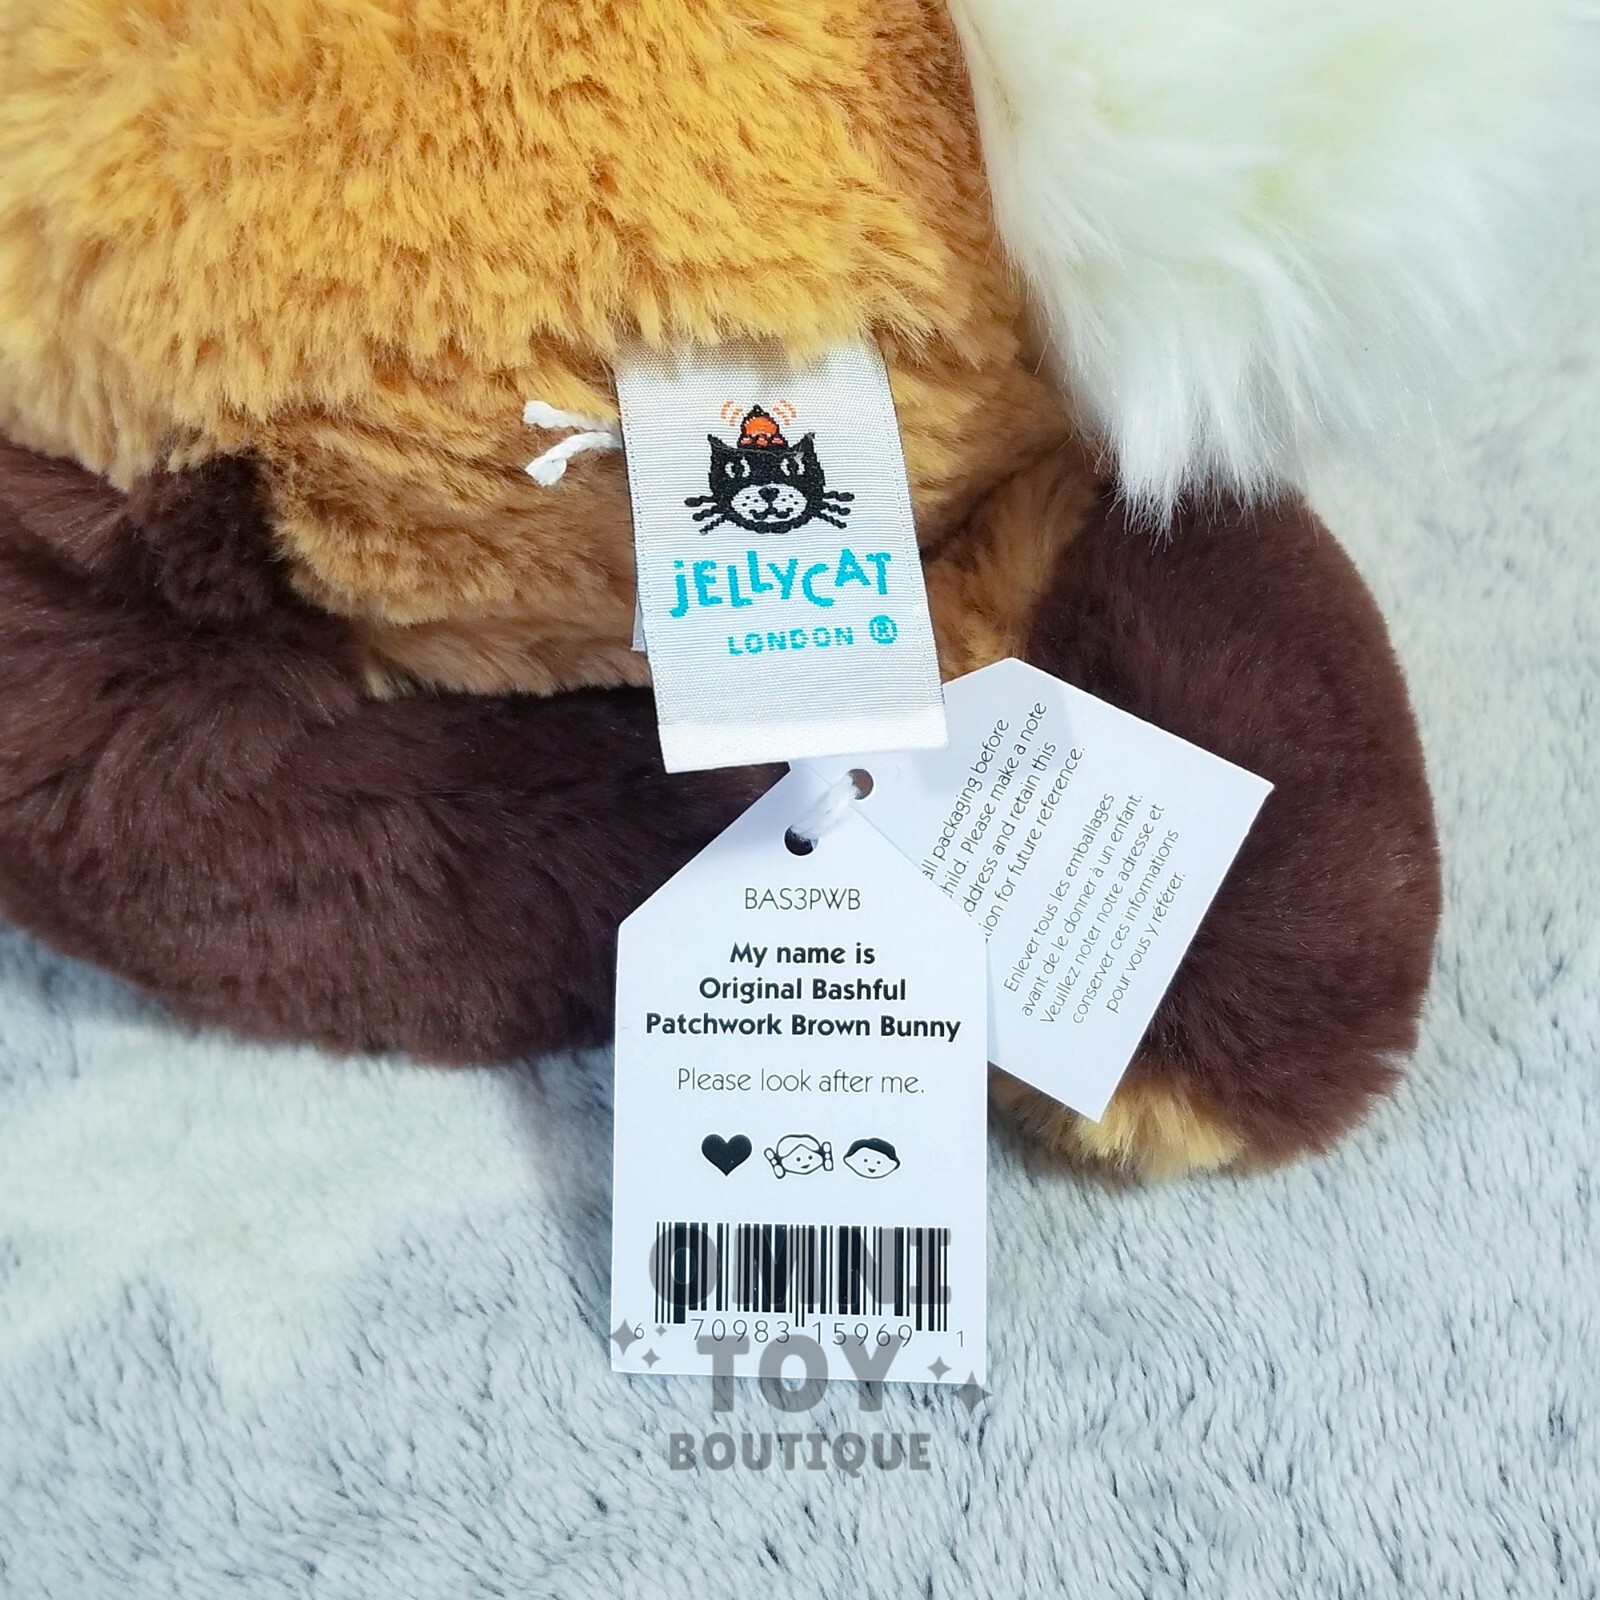 JELLYCAT
LONDON ®
all packaging before
child. Please make a note
address and retain this
for future reference.
Enlever tous les emballages
avant de le donner à un enfant.
Veuillez noter notre adresse et
conserver ces informations
pour vous y référer.
BAS3PWB
My name is
Original Bashful
Patchwork Brown Bunny
Please look after me.
6 70983 15969 1
OMNI
TOY
BOUTIQUE